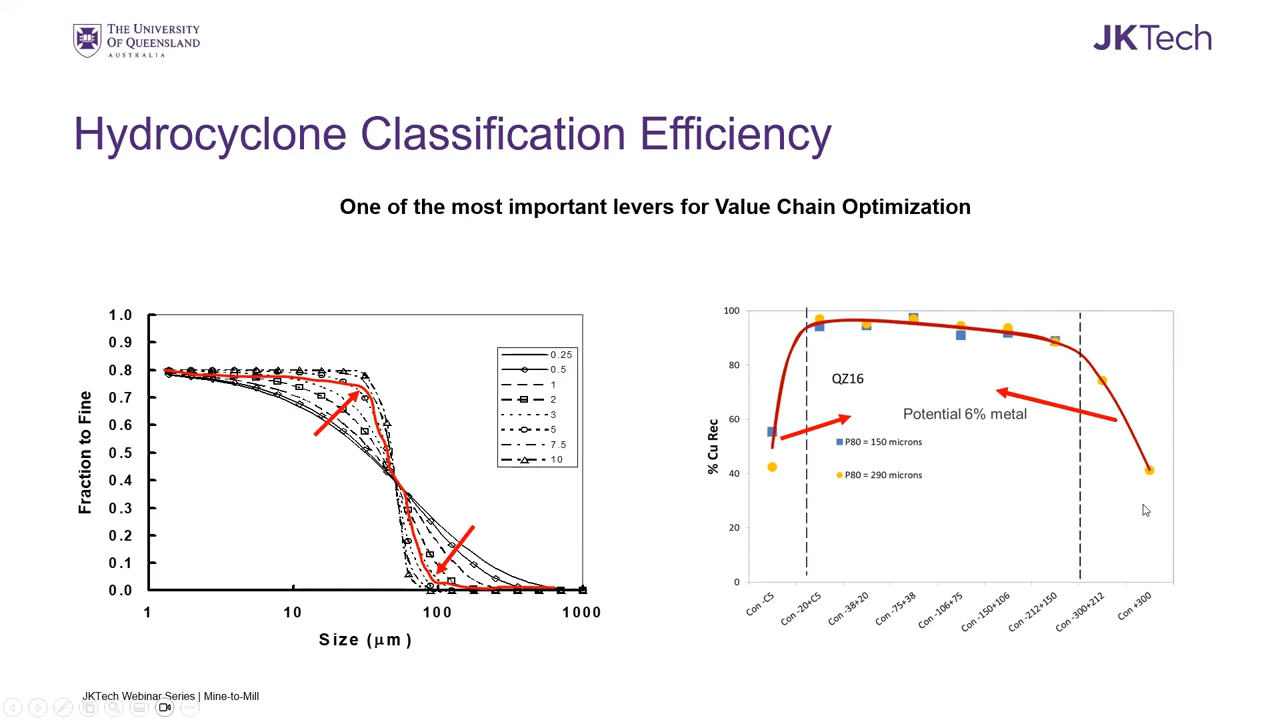 THE UNIVERSITY
OF QUEENSLAND
AUSTRALIA
JKTech
Hydrocyclone Classification Efficiency
One of the most important levers for Value Chain Optimization
Fraction to Fine
1.0
0.9
0.8
0.7
0.6
0.5
0.4
0.3
0.2
0.1
0.0
1
10
100
1000
Size (μm)
0.25
0.5
1
2
3
5
7.5
10
% Cu Rec
100
80
60
40
20
0
QZ16
Potential 6% metal
P80 = 150 microns
P80 = 290 microns
Con -C5
Con -20+C5
Con -38+20
Con -75+38
Con -106+75
Con -150+106
Con -212+150
Con -300+212
Con +300
JKTech Webinar Series | Mine-to-Mill